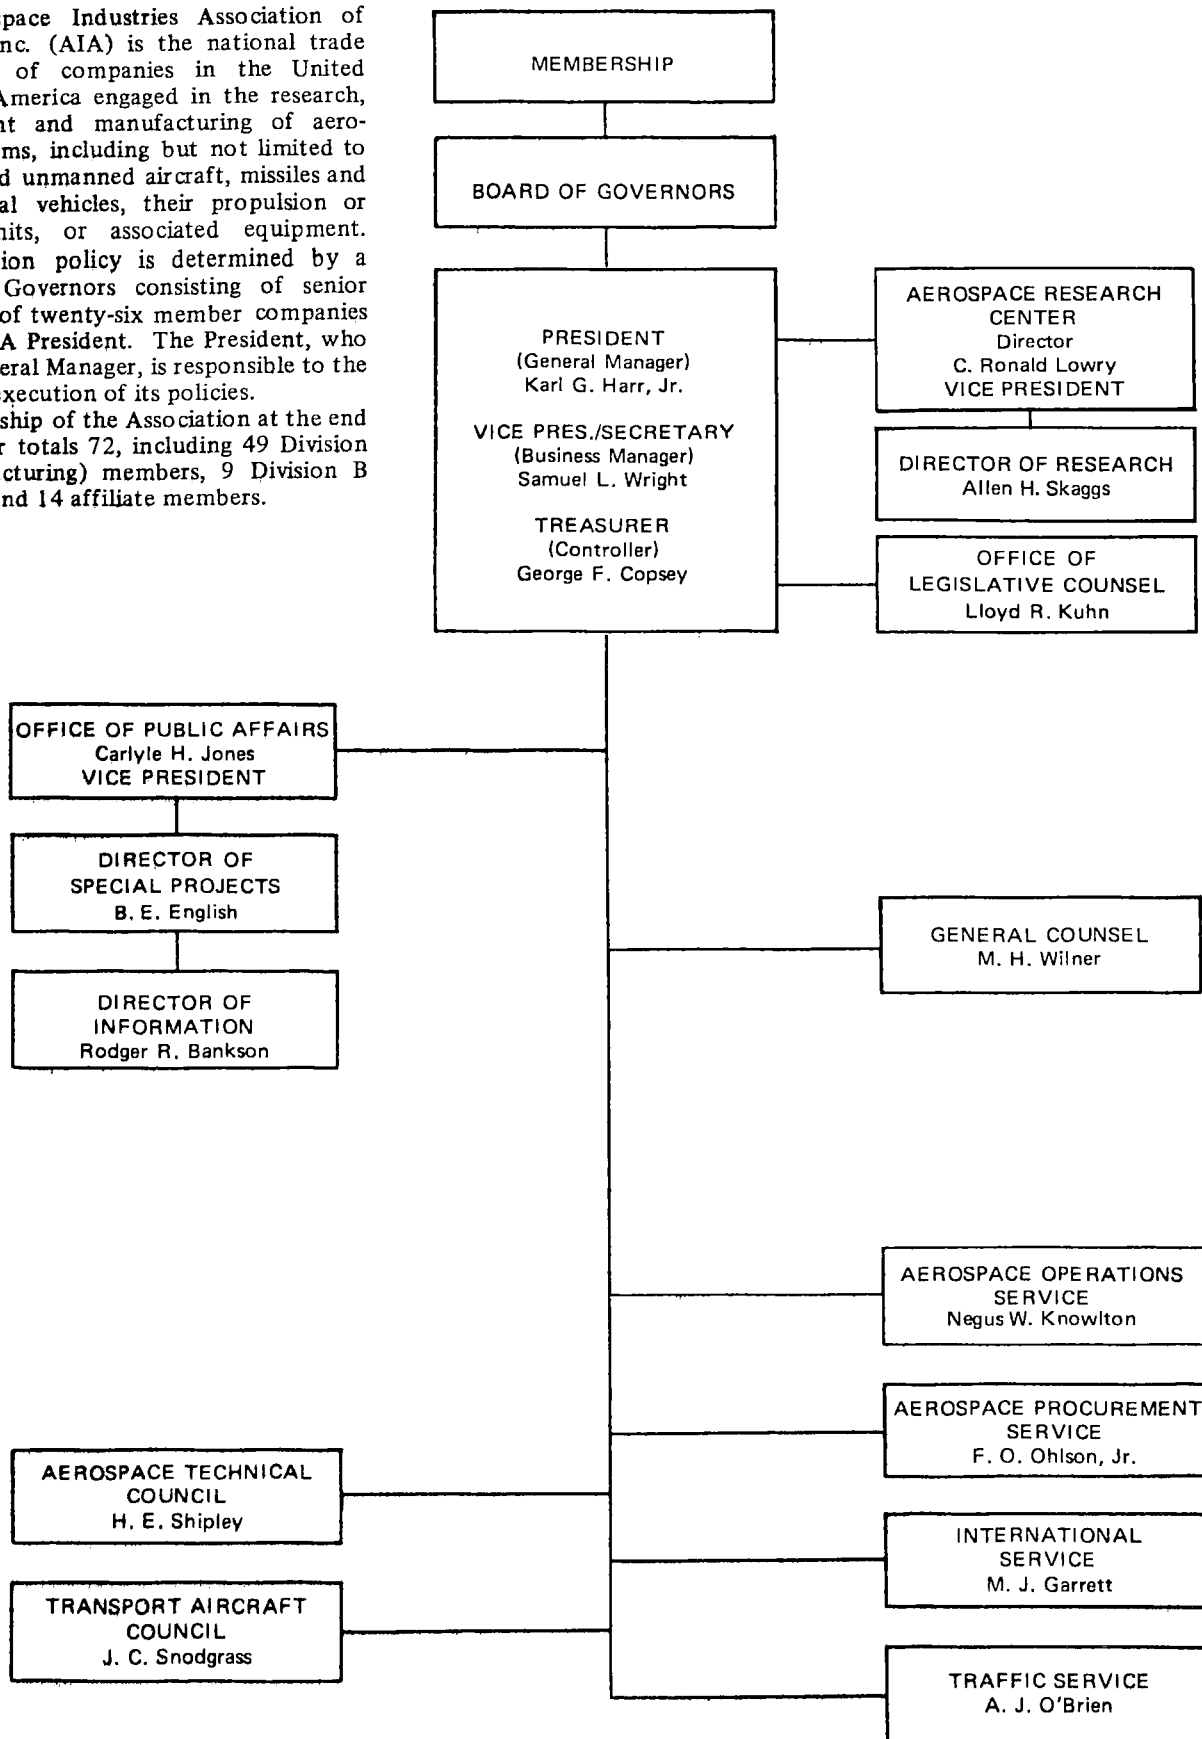 space Industries Association of
nc. (AIA) is the national trade
of companies in the United
America engaged in the research,
nt and manufacturing of aero-
ms, including but not limited to
d unmanned aircraft, missiles and
al vehicles, their propulsion or
nits, or associated equipment.
ion policy is determined by a
Governors consisting of senior
of twenty-six member companies
A President. The President, who
eral Manager, is responsible to the
execution of its policies.
ship of the Association at the end
r totals 72, including 49 Division
cturing) members, 9 Division B
nd 14 affiliate members.
MEMBERSHIP
BOARD OF GOVERNORS
PRESIDENT
(General Manager)
Karl G. Harr, Jr.
VICE PRES./SECRETARY
(Business Manager)
Samuel L. Wright
TREASURER
(Controller)
George F. Copsey
AEROSPACE RESEARCH
CENTER
Director
C. Ronald Lowry
VICE PRESIDENT
DIRECTOR OF RESEARCH
Allen H. Skaggs
OFFICE OF
LEGISLATIVE COUNSEL
Lloyd R. Kuhn
OFFICE OF PUBLIC AFFAIRS
Carlyle H. Jones
VICE PRESIDENT
DIRECTOR OF
SPECIAL PROJECTS
B. E. English
DIRECTOR OF
INFORMATION
Rodger R. Bankson
GENERAL COUNSEL
M. H. Wilner
AEROSPACE OPERATIONS
SERVICE
Negus W. Knowlton
AEROSPACE PROCUREMENT
SERVICE
F. O. Ohlson, Jr.
AEROSPACE TECHNICAL
COUNCIL
H. E. Shipley
INTERNATIONAL
SERVICE
M. J. Garrett
TRANSPORT AIRCRAFT
COUNCIL
J. C. Snodgrass
TRAFFIC SERVICE
A. J. O'Brien